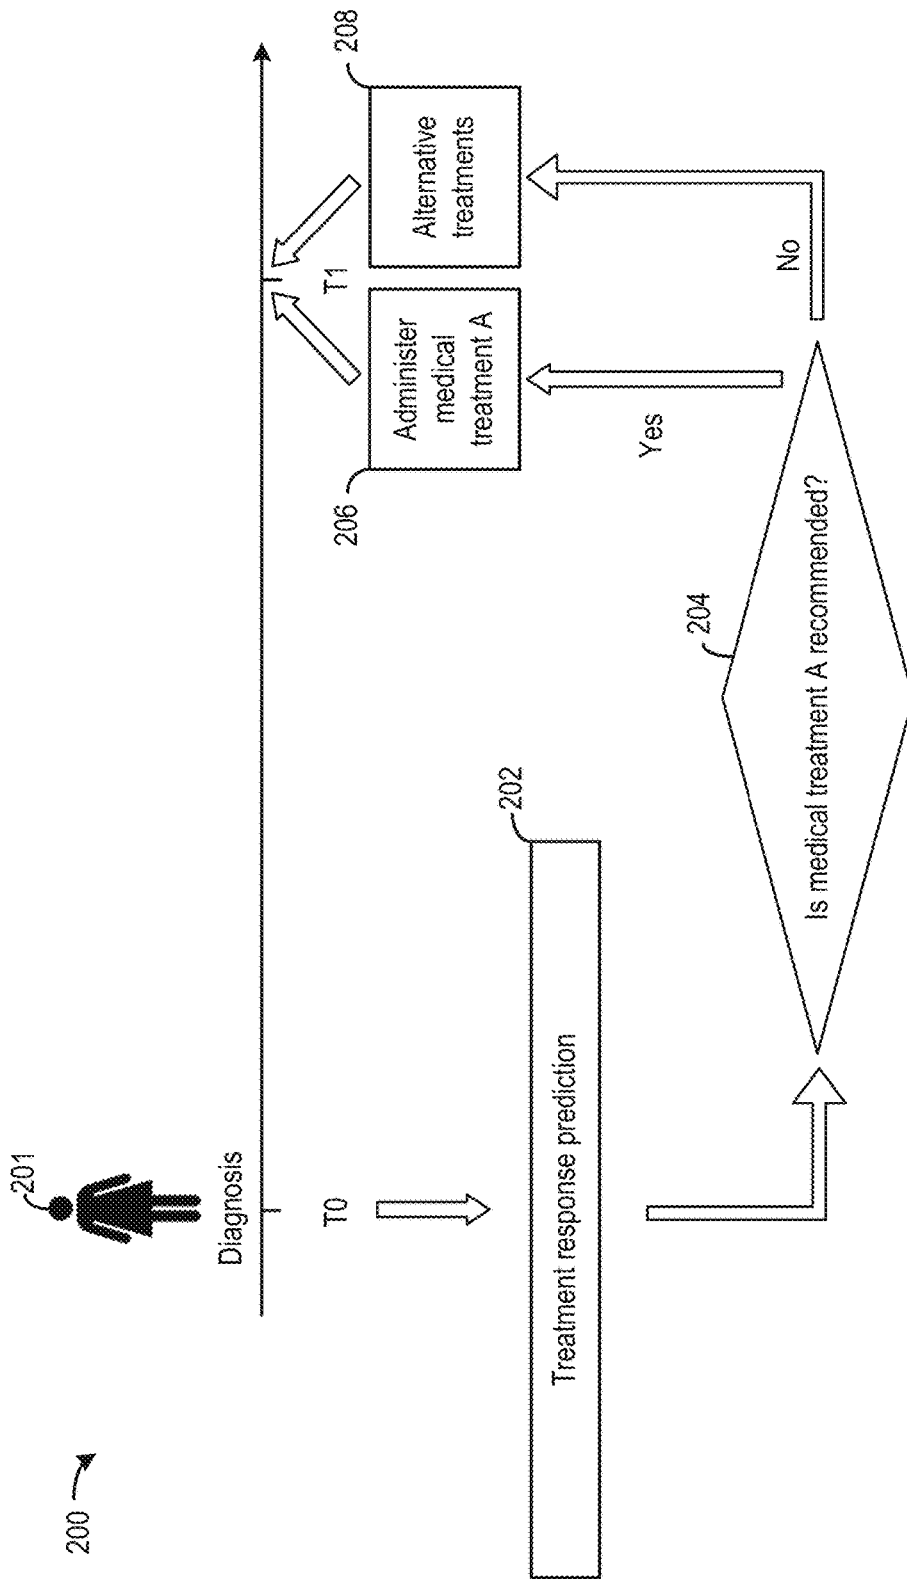 200
201
Diagnosis
T0
T1
202
Treatment response prediction
204
Is medical treatment A recommended?
Yes
No
206
Administer
medical
treatment A
208
Alternative
treatments